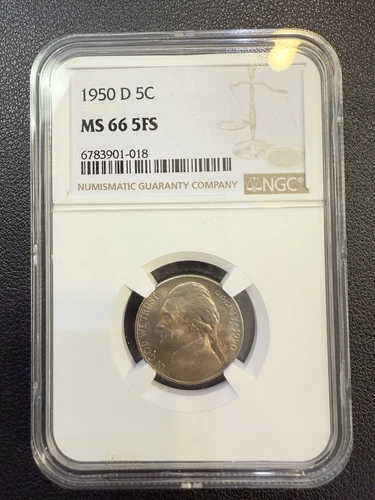 1950 D 5C
MS 66 5FS
6783901-018
NUMISMATIC GUARANTY COMPANY NGC®
IN GOD WE TRUST
LIBERTY 1950